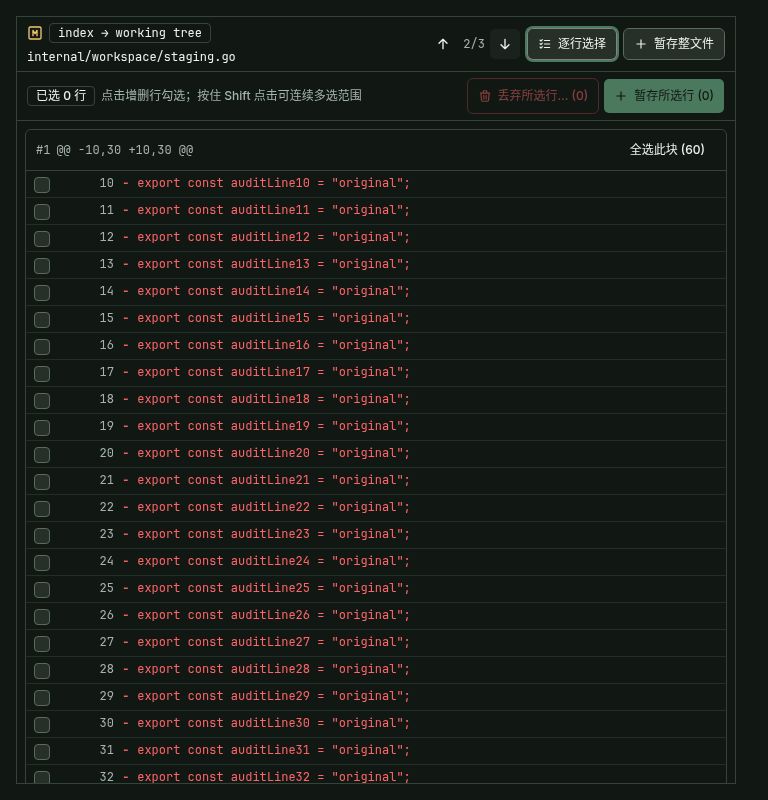 M index → working tree
internal/workspace/staging.go
↑ 2/3 ↓ 逐行选择 + 暂存整文件
已选 0 行 点击增删行勾选；按住 Shift 点击可连续多选范围 丢弃所选行... (0) + 暂存所选行 (0)
#1 @@ -10,30 +10,30 @@ 全选此块 (60)
10 - export const auditLine10 = "original";
11 - export const auditLine11 = "original";
12 - export const auditLine12 = "original";
13 - export const auditLine13 = "original";
14 - export const auditLine14 = "original";
15 - export const auditLine15 = "original";
16 - export const auditLine16 = "original";
17 - export const auditLine17 = "original";
18 - export const auditLine18 = "original";
19 - export const auditLine19 = "original";
20 - export const auditLine20 = "original";
21 - export const auditLine21 = "original";
22 - export const auditLine22 = "original";
23 - export const auditLine23 = "original";
24 - export const auditLine24 = "original";
25 - export const auditLine25 = "original";
26 - export const auditLine26 = "original";
27 - export const auditLine27 = "original";
28 - export const auditLine28 = "original";
29 - export const auditLine29 = "original";
30 - export const auditLine30 = "original";
31 - export const auditLine31 = "original";
32 - export const auditLine32 = "original";